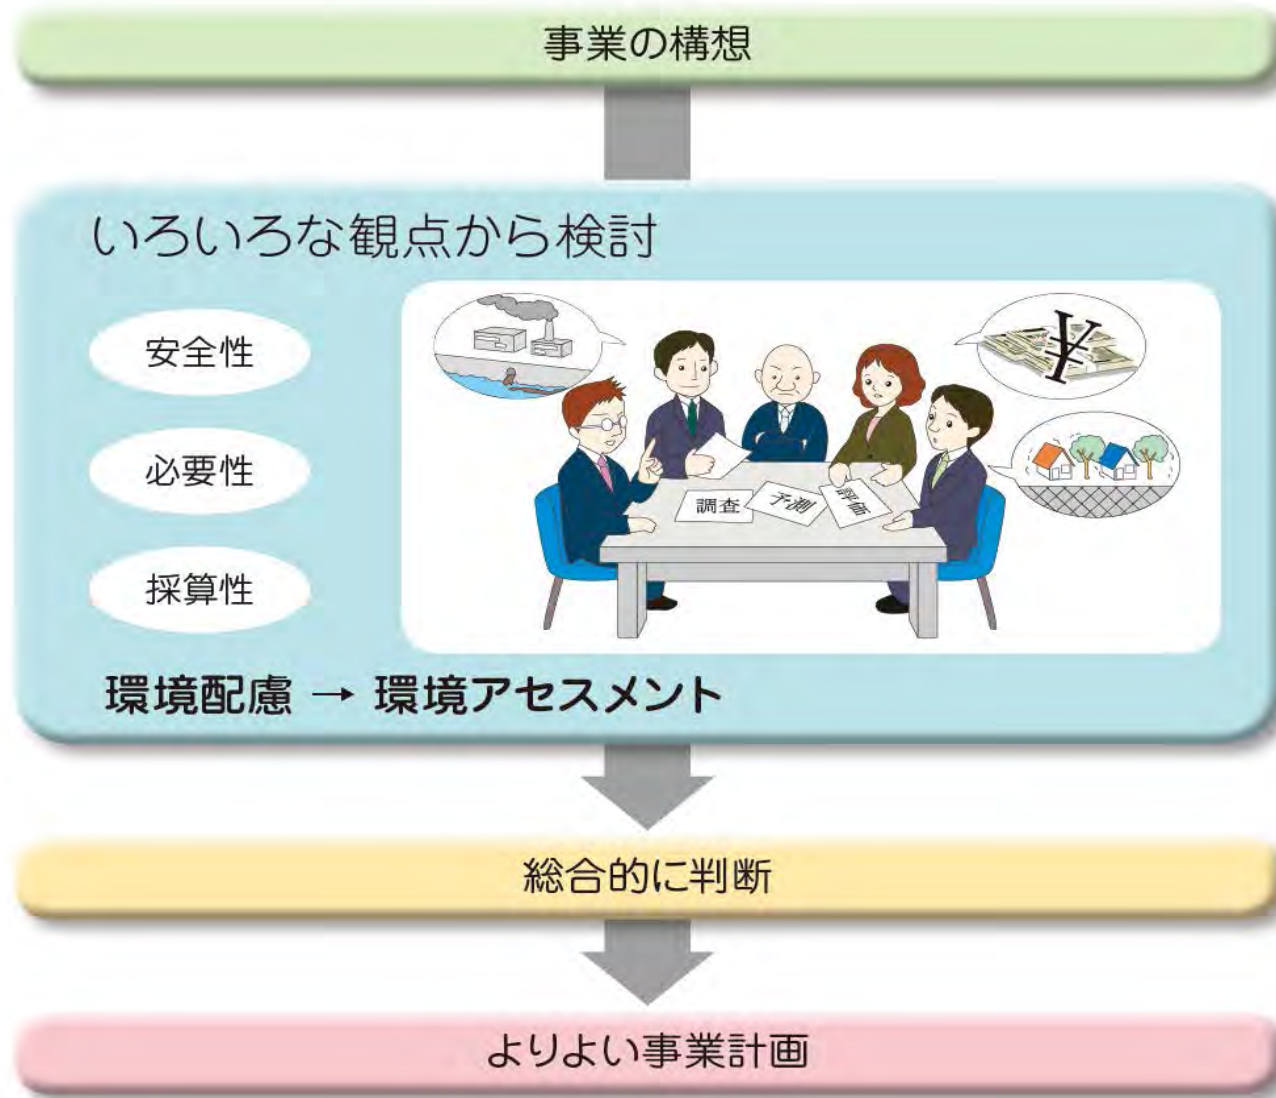 事業の構想
いろいろな観点から検討
安全性
必要性
採算性
¥
調査
予測
評価
環境配慮 → 環境アセスメント
総合的に判断
よりよい事業計画